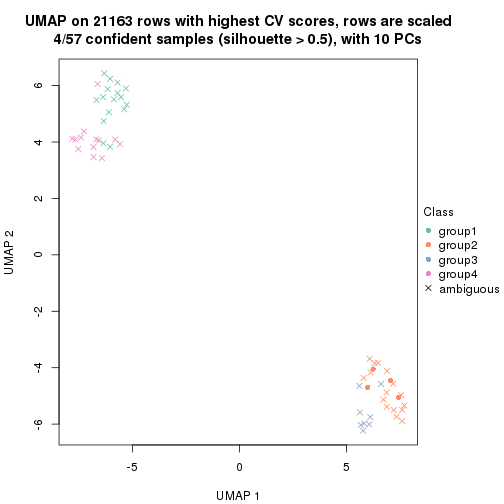 UMAP on 21163 rows with highest CV scores, rows are scaled
4/57 confident samples (silhouette > 0.5), with 10 PCs
6
4
2
0
-2
-4
-6
UMAP 2
-5
0
5
UMAP 1
Class
group1
group2
group3
group4
ambiguous